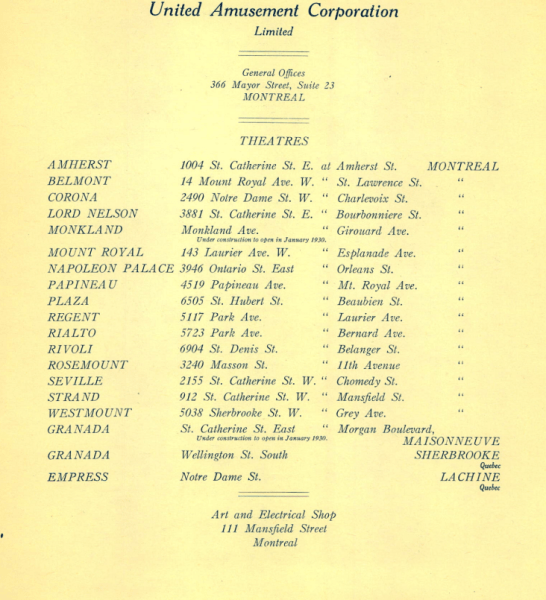 United Amusement Corporation
Limited
General Offices
366 Mayor Street, Suite 23
MONTREAL
THEATRES
AMHERST 1004 St. Catherine St. E. at Amherst St. MONTREAL
BELMONT 14 Mount Royal Ave. W. " St. Lawrence St. "
CORONA 2490 Notre Dame St. W. " Charlevoix St. "
LORD NELSON 3881 St. Catherine St. E. " Bourbonniere St. "
MONKLAND Monkland Ave. " Girouard Ave. "
Under construction to open in January 1930.
MOUNT ROYAL 143 Laurier Ave. W. " Esplanade Ave. "
NAPOLEON PALACE 3946 Ontario St. East " Orleans St. "
PAPINEAU 4519 Papineau Ave. " Mt. Royal Ave. "
PLAZA 6505 St. Hubert St. " Beaubien St. "
REGENT 5117 Park Ave. " Laurier Ave. "
RIALTO 5723 Park Ave. " Bernard Ave. "
RIVOLI 6904 St. Denis St. " Belanger St. "
ROSEMOUNT 3240 Masson St. " 11th Avenue "
SEVILLE 2155 St. Catherine St. W. " Chomedy St. "
STRAND 912 St. Catherine St. W. " Mansfield St. "
WESTMOUNT 5038 Sherbrooke St. W. " Grey Ave. "
GRANADA St. Catherine St. East " Morgan Boulevard,
Under construction to open in January 1930.
MAISONNEUVE
GRANADA Wellington St. South SHERBROOKE
Quebec
EMPRESS Notre Dame St. LACHINE
Quebec
Art and Electrical Shop
111 Mansfield Street
Montreal